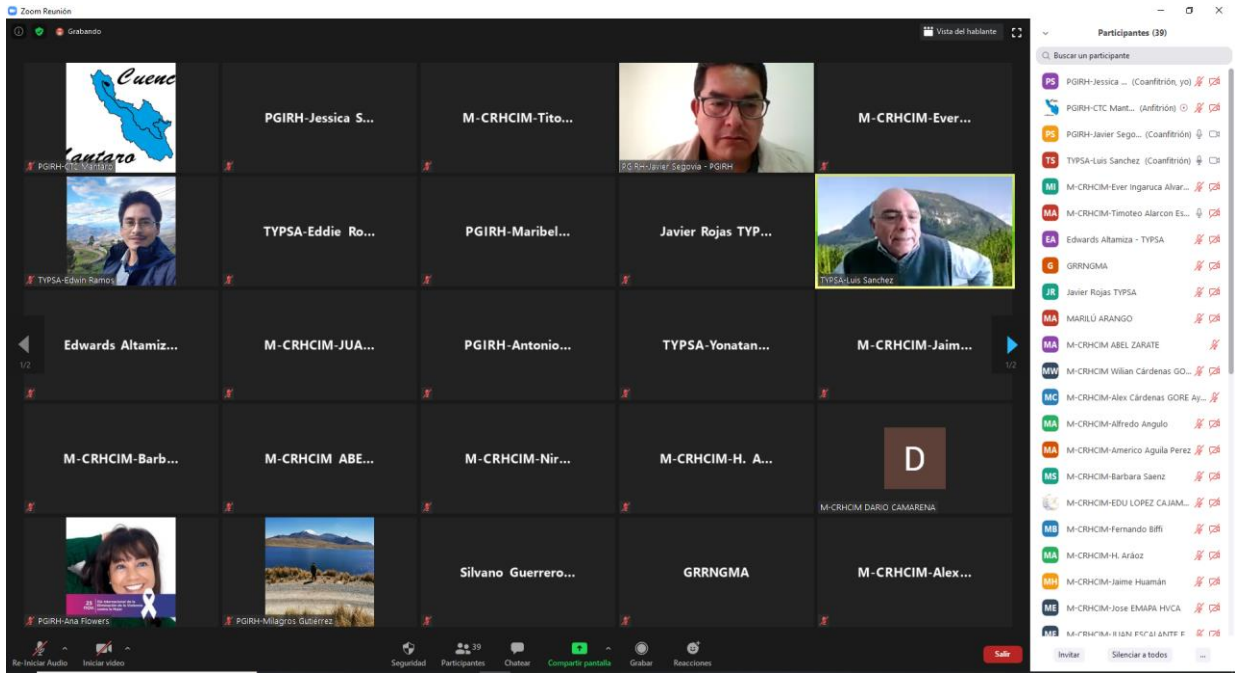 Zoom Reunión
Grabando
Vista del hablante
Cuenc
Mantaro
PGIRH-CTC Mantaro
PGIRH-Jessica S...
M-CRHCIM-Tito...
PGIRH-Javier Segovia - PGIRH
M-CRHCIM-Ever...
TYPSA-Edwin Ramos
TYPSA-Eddie Ro...
PGIRH-Maribel...
Javier Rojas TYP...
TYPSA-Luis Sanchez
1/2
Edwards Altamiz...
M-CRHCIM-JUA...
PGIRH-Antonio...
TYPSA-Yonatan...
M-CRHCIM-Jaim...
1/2
M-CRHCIM-Barb...
M-CRHCIM ABE...
M-CRHCIM-Nir...
M-CRHCIM-H. A...
D
M-CRHCIM DARIO CAMARENA
25
PGIRH-Ana Flowers
PGIRH-Milagros Gutiérrez
Silvano Guerrero...
GRRNGMA
M-CRHCIM-Alex...
Re-Iniciar Audio
Iniciar video
Seguridad
39
Participantes
Chatear
Compartir pantalla
Grabar
Reacciones
Salir
Participantes (39)
Buscar un participante
PS PGIRH-Jessica ... (Coanfitrión, yo)
PGIRH-CTC Mant... (Anfitrión)
PS PGIRH-Javier Sego... (Coanfitrión)
TS TYPSA-Luis Sanchez (Coanfitrión)
MI M-CRHCIM-Ever Ingaruca Alvar...
MA M-CRHCIM-Timoteo Alarcon Es...
EA Edwards Altamiza - TYPSA
G GRRNGMA
JR Javier Rojas TYPSA
MA MARILÚ ARANGO
MA M-CRHCIM ABEL ZARATE
MW M-CRHCIM Wilian Cárdenas GO...
MC M-CRHCIM-Alex Cárdenas GORE Ay...
MA M-CRHCIM-Alfredo Angulo
MA M-CRHCIM-Americo Aguila Perez
MS M-CRHCIM-Barbara Saenz
M-CRHCIM-EDU LOPEZ CAJAM...
MB M-CRHCIM-Fernando Biffi
MA M-CRHCIM-H. Aráoz
MH M-CRHCIM-Jaime Huamán
ME M-CRHCIM-Jose EMAPA HVCA
ME M-CRHCIM-JUAN ESCALANTE F...
Invitar
Silenciar a todos
...